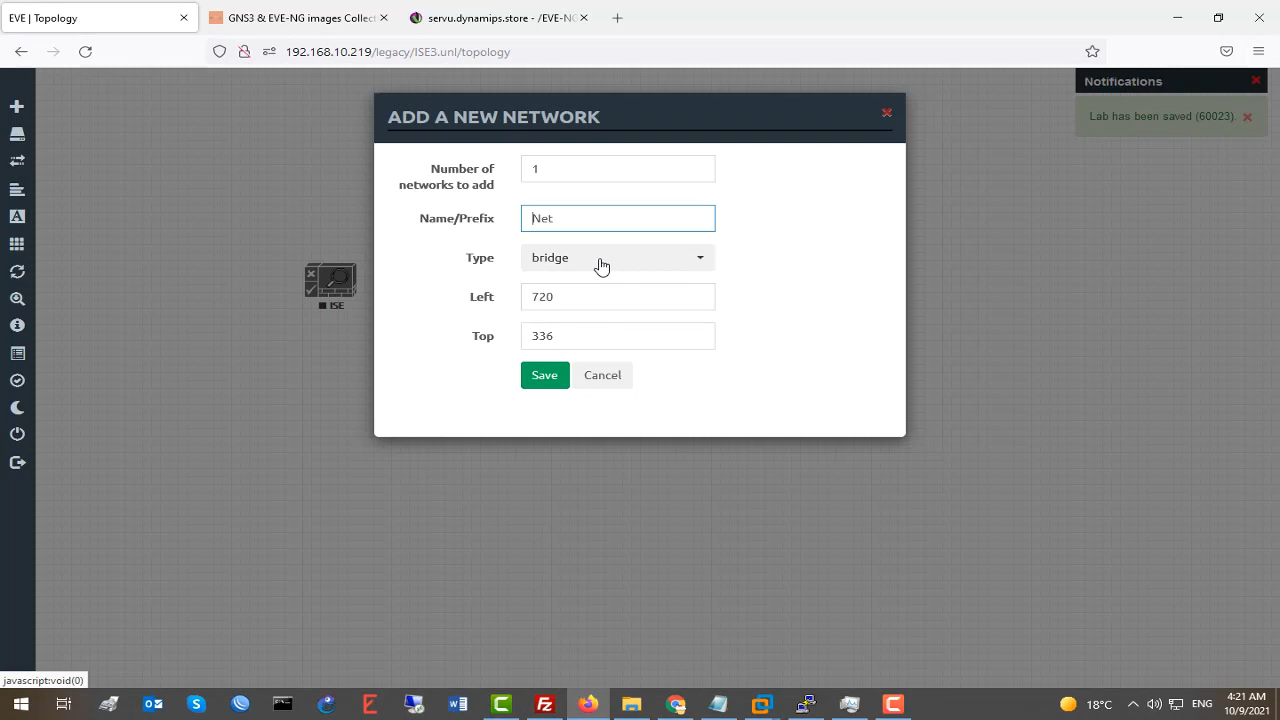 EVE | Topology
GNS3 & EVE-NG images Collect
servu.dynamips.store - /EVE-NG
192.168.10.219/legacy/ISE3.unl/topology
Notifications
Lab has been saved (60023).
ADD A NEW NETWORK
Number of
networks to add
1
Name/Prefix
Net
Type
bridge
Left
720
Top
336
Save
Cancel
ISE
javascript:void(0)
18°C
ENG
4:21 AM
10/9/2021